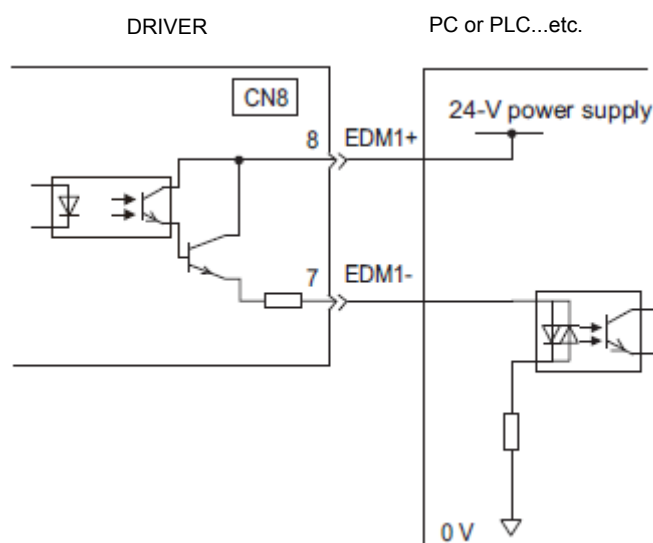 DRIVER
PC or PLC...etc.
CN8
24-V power supply
8
EDM1+
7
EDM1-
0 V